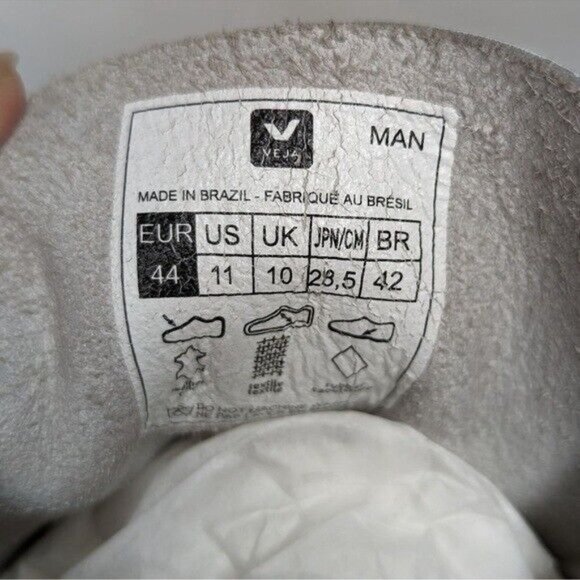 VEJA
MAN
MADE IN BRAZIL - FABRIQUÉ AU BRÉSIL
EUR US UK JPN/CM BR
44 11 10 28,5 42
textile